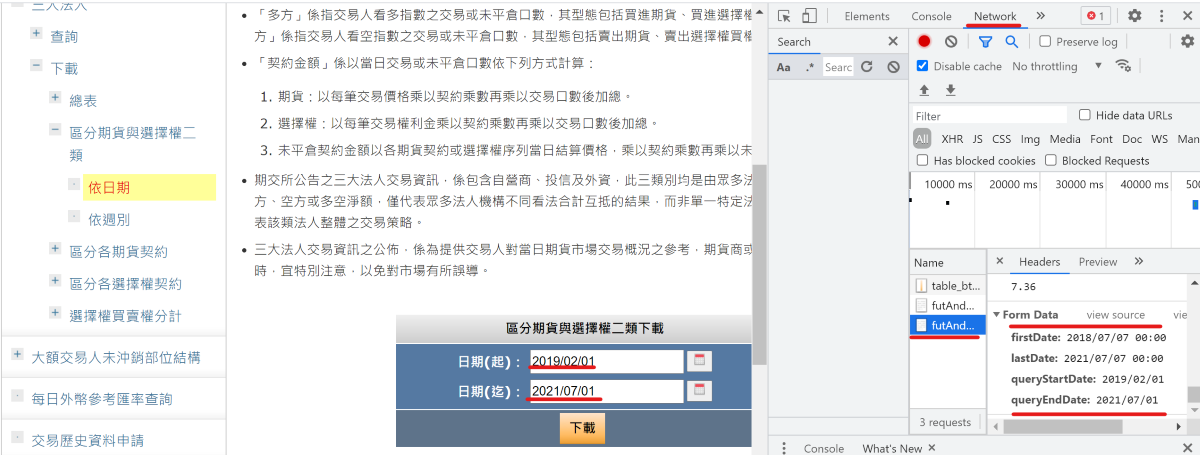 三大法人
查詢
下載
總表
區分期貨與選擇權二
類
依日期
依週別
區分各期貨契約
區分各選擇權契約
選擇權買賣權分計
大額交易人未沖銷部位結構
每日外幣參考匯率查詢
交易歷史資料申請
• 「多方」係指交易人看多指數之交易或未平倉口數，其型態包括買進期貨、買進選擇權
方」係指交易人看空指數之交易或未平倉口數，其型態包括賣出期貨、賣出選擇權買權
• 「契約金額」係以當日交易或未平倉口數依下列方式計算：
1. 期貨：以每筆交易價格乘以契約乘數再乘以交易口數後加總。
2. 選擇權：以每筆交易權利金乘以契約乘數再乘以交易口數後加總。
3. 未平倉契約金額以各期貨契約或選擇權序列當日結算價格，乘以契約乘數再乘以未
• 期交所公告之三大法人交易資訊，係包含自營商、投信及外資，此三類別均是由眾多法
方、空方或多空淨額，僅代表眾多法人機構不同看法合計互抵的結果，而非單一特定法
表該類法人整體之交易策略。
• 三大法人交易資訊之公佈，係為提供交易人對當日期貨市場交易概況之參考，期貨商或
時，宜特別注意，以免對市場有所誤導。
區分期貨與選擇權二類下載
日期(起)： 2019/02/01
日期(迄)： 2021/07/01
下載
Elements Console Network » 1
Search
Aa .* Searc
Preserve log
Disable cache No throttling
Filter Hide data URLs
All XHR JS CSS Img Media Font Doc WS Man
Has blocked cookies Blocked Requests
10000 ms 20000 ms 30000 ms 40000 ms 500
Name
table_bt...
futAnd...
futAnd...
3 requests
Headers Preview »
7.36
Form Data view source vie
firstDate: 2018/07/07 00:00
lastDate: 2021/07/07 00:00
queryStartDate: 2019/02/01
queryEndDate: 2021/07/01
Console What's New